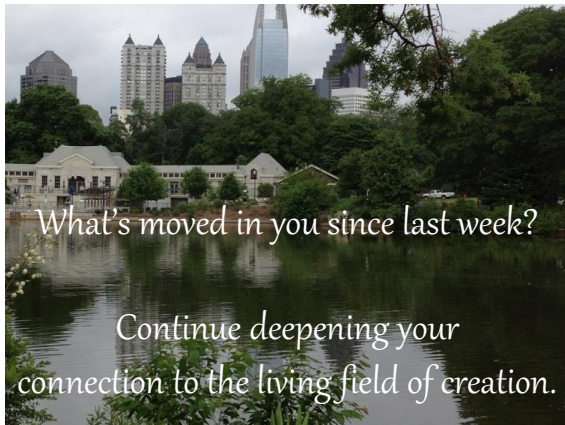 What's moved in you since last week?
Continue deepening your
connection to the living field of creation.